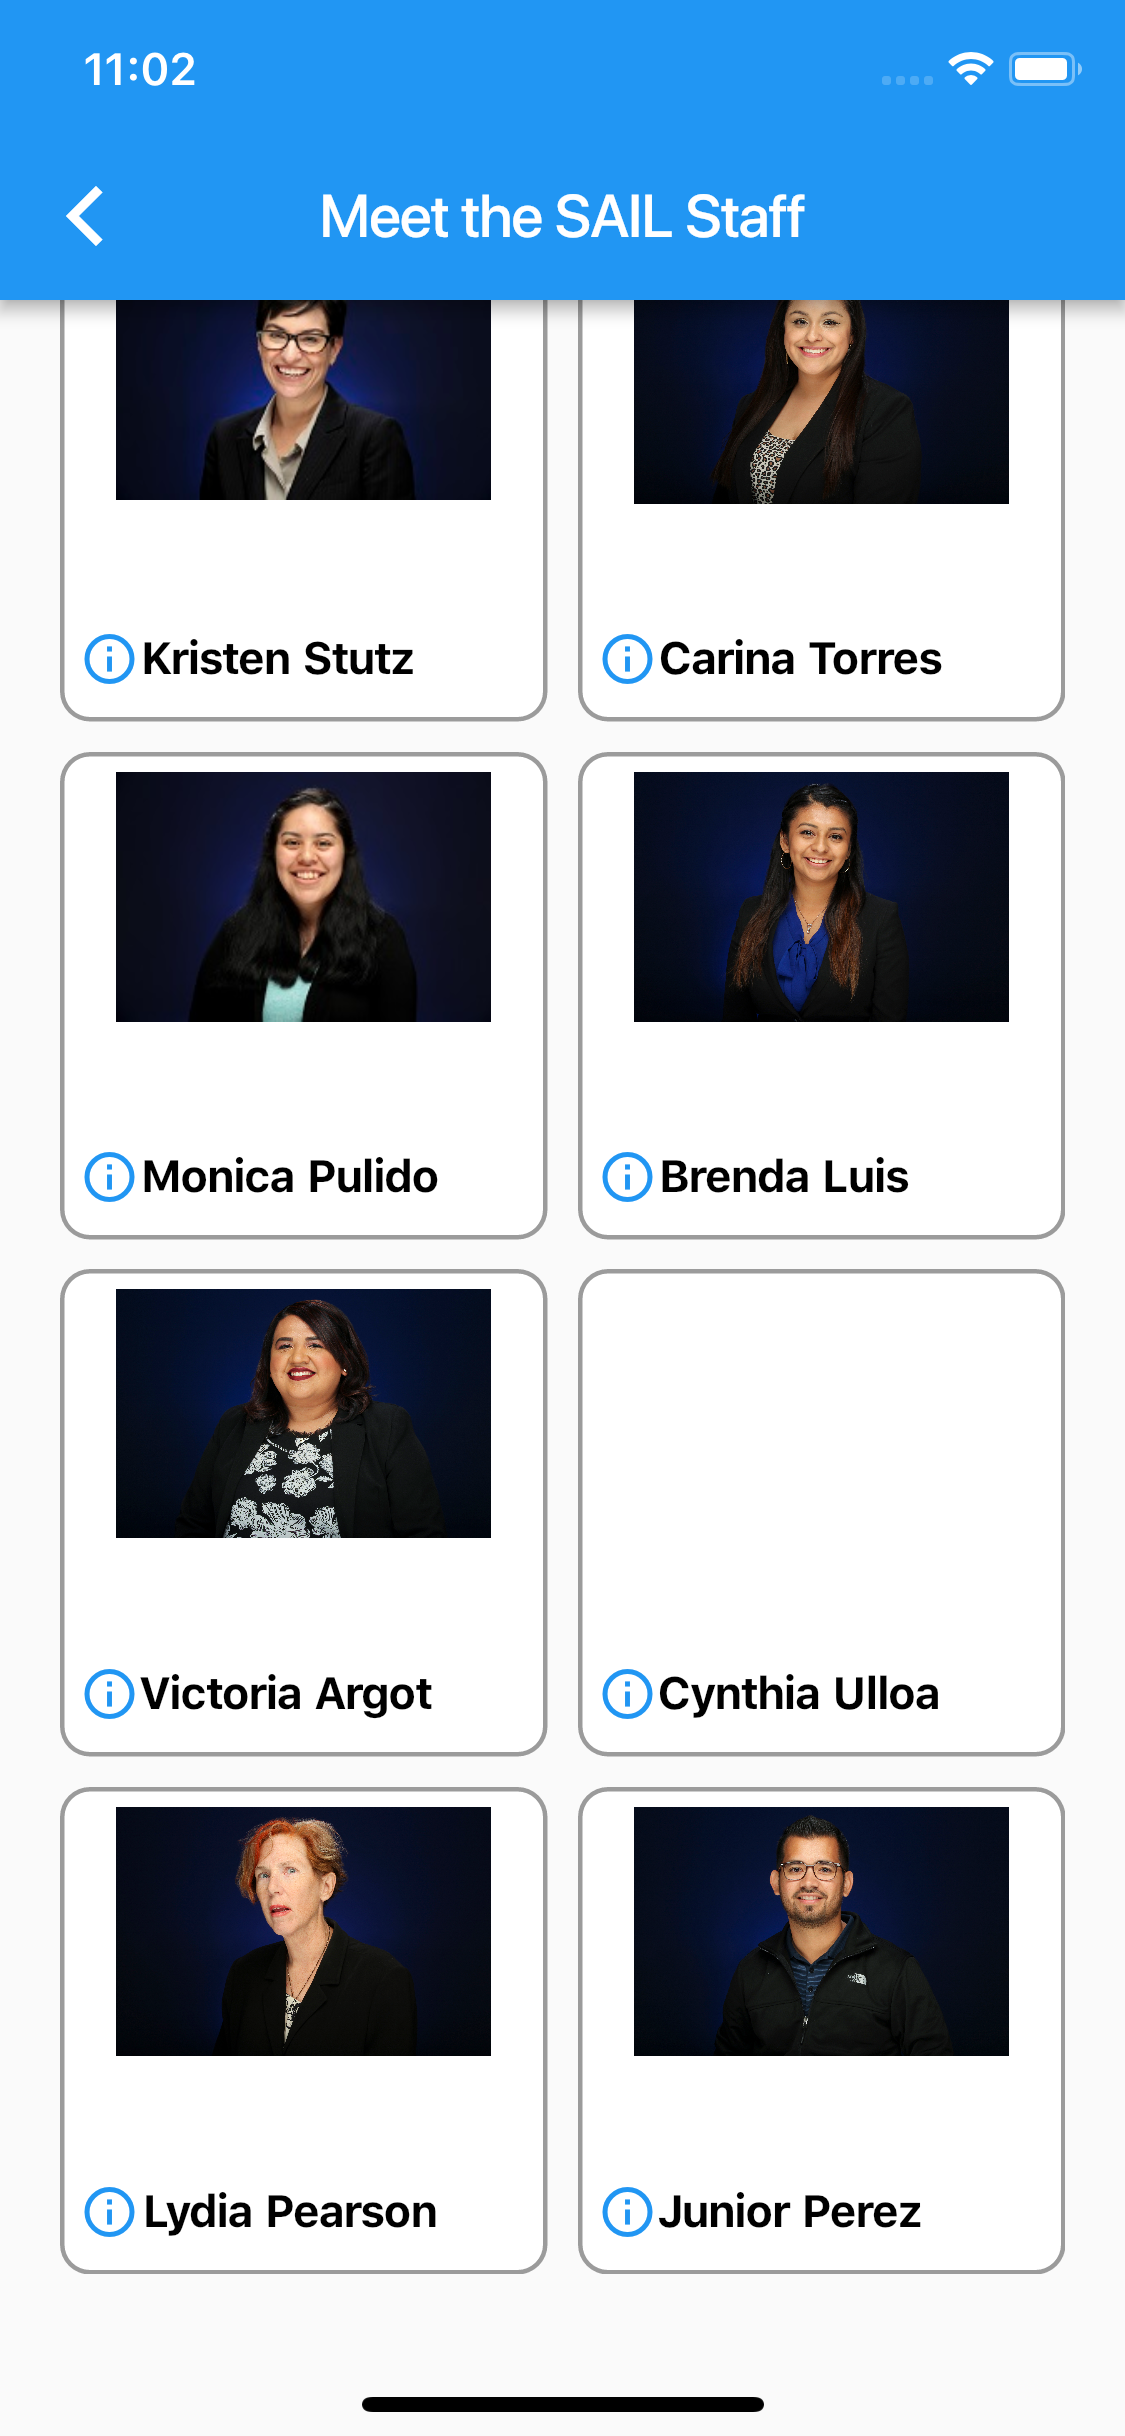 11:02
Meet the SAIL Staff
Kristen Stutz
Carina Torres
Monica Pulido
Brenda Luis
Victoria Argot
Cynthia Ulloa
Lydia Pearson
Junior Perez